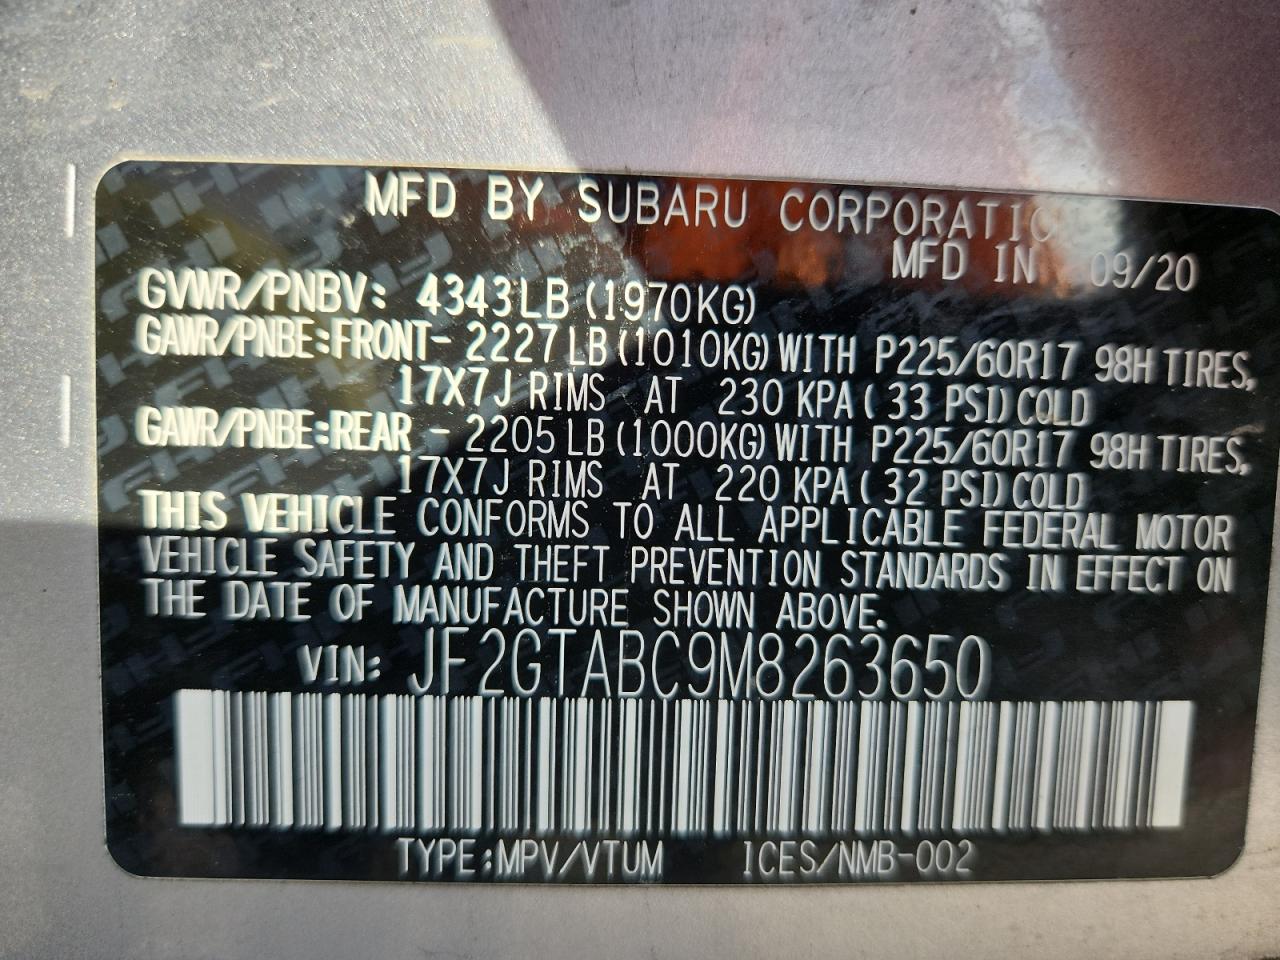 MFD BY SUBARU CORPORATION
MFD IN 09/20
GVWR/PNBV: 4343LB (1970KG)
GAWR/PNBE:FRONT- 2227LB (1010KG) WITH P225/60R17 98H TIRES,
17X7J RIMS AT 230 KPA( 33 PSI) COLD
GAWR/PNBE:REAR - 2205LB (1000KG) WITH P225/60R17 98H TIRES,
17X7J RIMS AT 220 KPA( 32 PSI) COLD
THIS VEHICLE CONFORMS TO ALL APPLICABLE FEDERAL MOTOR
VEHICLE SAFETY AND THEFT PREVENTION STANDARDS IN EFFECT ON
THE DATE OF MANUFACTURE SHOWN ABOVE.
VIN: JF2GTABC9M8263650
TYPE:MPV/VTUM ICES/NMB-002